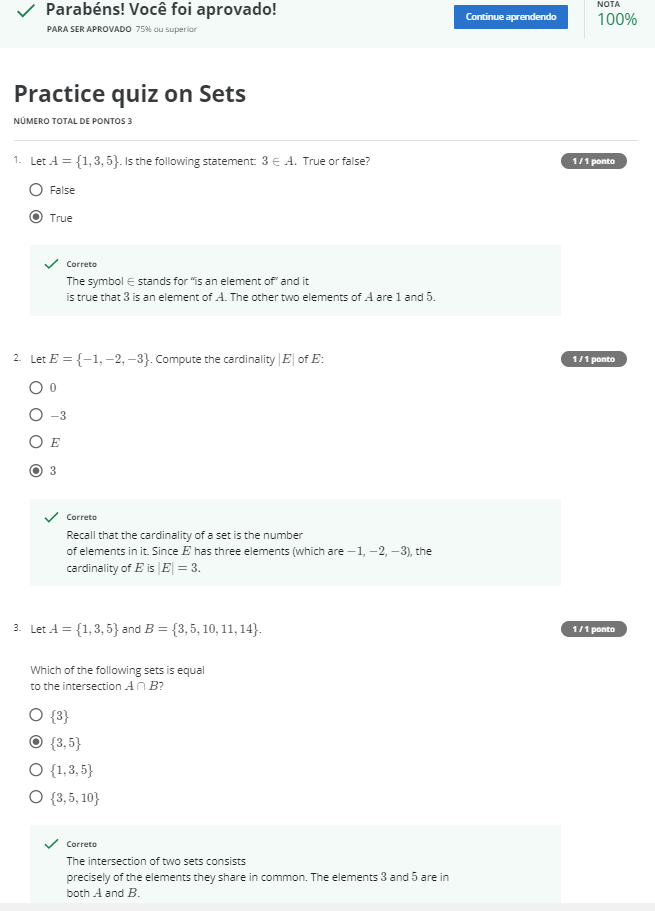 Parabéns! Você foi aprovado!
PARA SER APROVADO 75% ou superior
Continue aprendendo
NOTA
100%
Practice quiz on Sets
NÚMERO TOTAL DE PONTOS 3
1. Let A = {1, 3, 5}. Is the following statement: 3 ∈ A. True or false?
1 / 1 ponto
False
True
Correto
The symbol ∈ stands for “is an element of” and it
is true that 3 is an element of A. The other two elements of A are 1 and 5.
2. Let E = {−1, −2, −3}. Compute the cardinality |E| of E:
1 / 1 ponto
0
−3
E
3
Correto
Recall that the cardinality of a set is the number
of elements in it. Since E has three elements (which are −1, −2, −3), the
cardinality of E is |E| = 3.
3. Let A = {1, 3, 5} and B = {3, 5, 10, 11, 14}.
1 / 1 ponto
Which of the following sets is equal
to the intersection A ∩ B?
{3}
{3, 5}
{1, 3, 5}
{3, 5, 10}
Correto
The intersection of two sets consists
precisely of the elements they share in common. The elements 3 and 5 are in
both A and B.